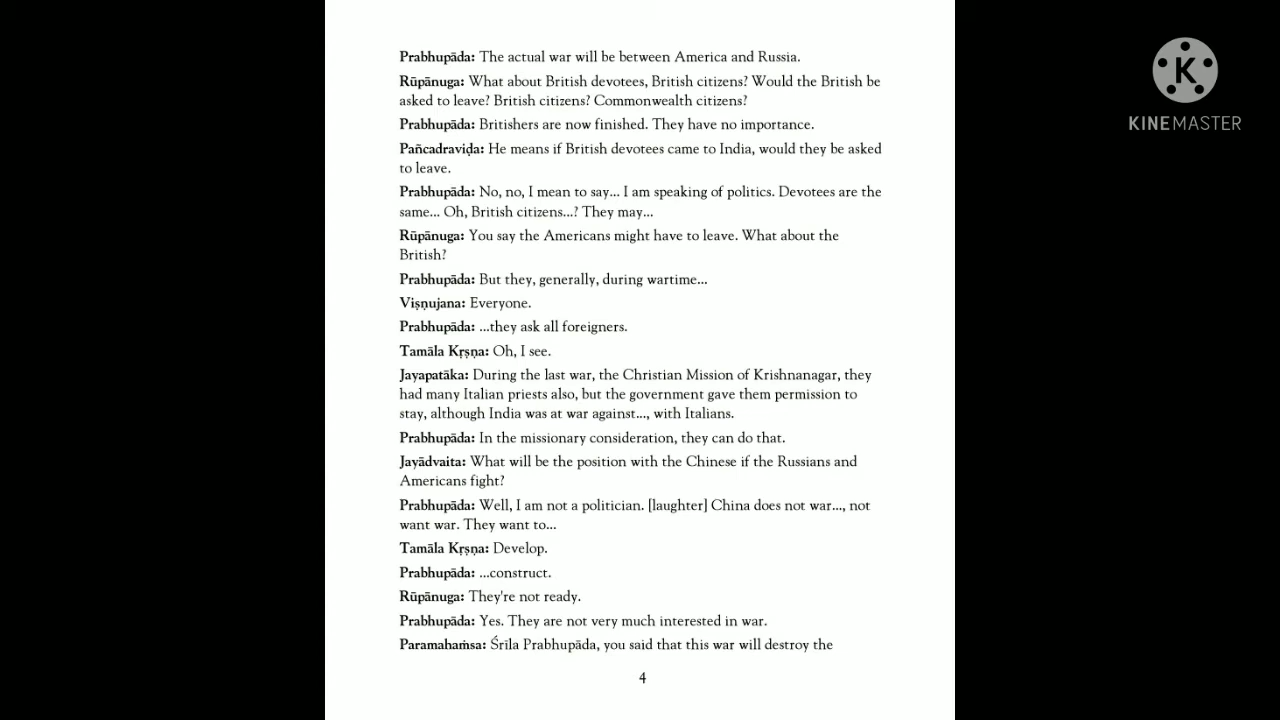 Prabhupāda: The actual war will be between America and Russia.
Rūpānuga: What about British devotees, British citizens? Would the British be
asked to leave? British citizens? Commonwealth citizens?
Prabhupāda: Britishers are now finished. They have no importance.
Pañcadraviḍa: He means if British devotees came to India, would they be asked
to leave.
Prabhupāda: No, no, I mean to say... I am speaking of politics. Devotees are the
same... Oh, British citizens...? They may...
Rūpānuga: You say the Americans might have to leave. What about the
British?
Prabhupāda: But they, generally, during wartime...
Viṣṇujana: Everyone.
Prabhupāda: ...they ask all foreigners.
Tamāla Kṛṣṇa: Oh, I see.
Jayapatāka: During the last war, the Christian Mission of Krishnanagar, they
had many Italian priests also, but the government gave them permission to
stay, although India was at war against..., with Italians.
Prabhupāda: In the missionary consideration, they can do that.
Jayādvaita: What will be the position with the Chinese if the Russians and
Americans fight?
Prabhupāda: Well, I am not a politician. [laughter] China does not war..., not
want war. They want to...
Tamāla Kṛṣṇa: Develop.
Prabhupāda: ...construct.
Rūpānuga: They're not ready.
Prabhupāda: Yes. They are not very much interested in war.
Paramahaṁsa: Śrīla Prabhupāda, you said that this war will destroy the
4
K
KINEMASTER